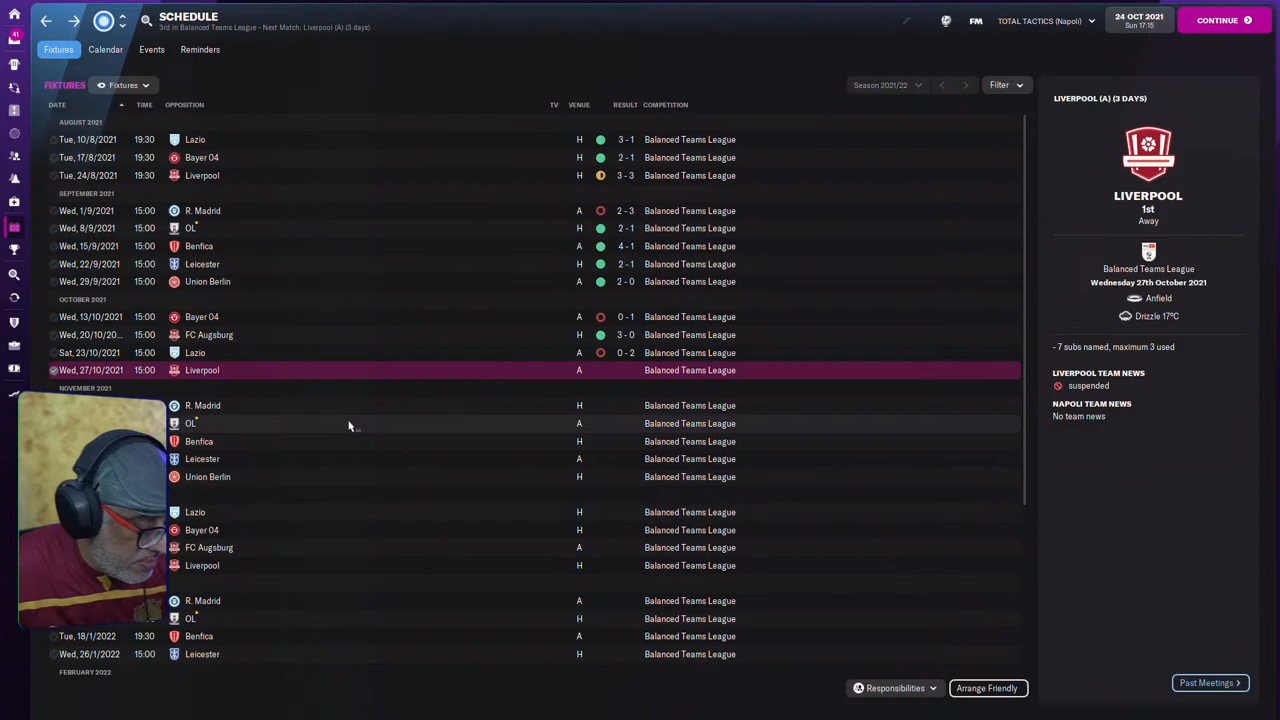 SCHEDULE
3rd in Balanced Teams League - Next Match: Liverpool (A) (3 days)
FM
TOTAL TACTICS (Napoli)
24 OCT 2021
Sun 17:15
CONTINUE
41
Fixtures
Calendar
Events
Reminders
FIXTURES
Fixtures
Season 2021/22
Filter
DATE TIME OPPOSITION TV VENUE RESULT COMPETITION
AUGUST 2021
Tue, 10/8/2021 19:30 Lazio H 3 - 1 Balanced Teams League
Tue, 17/8/2021 19:30 Bayer 04 H 2 - 1 Balanced Teams League
Tue, 24/8/2021 19:30 Liverpool H 3 - 3 Balanced Teams League
SEPTEMBER 2021
Wed, 1/9/2021 15:00 R. Madrid A 2 - 3 Balanced Teams League
Wed, 8/9/2021 15:00 OL H 2 - 1 Balanced Teams League
Wed, 15/9/2021 15:00 Benfica A 4 - 1 Balanced Teams League
Wed, 22/9/2021 15:00 Leicester H 2 - 1 Balanced Teams League
Wed, 29/9/2021 15:00 Union Berlin A 2 - 0 Balanced Teams League
OCTOBER 2021
Wed, 13/10/2021 15:00 Bayer 04 A 0 - 1 Balanced Teams League
Wed, 20/10/20... 15:00 FC Augsburg H 3 - 0 Balanced Teams League
Sat, 23/10/2021 15:00 Lazio A 0 - 2 Balanced Teams League
Wed, 27/10/2021 15:00 Liverpool A Balanced Teams League
NOVEMBER 2021
R. Madrid H Balanced Teams League
OL A Balanced Teams League
Benfica H Balanced Teams League
Leicester A Balanced Teams League
Union Berlin H Balanced Teams League
Lazio H Balanced Teams League
Bayer 04 H Balanced Teams League
FC Augsburg A Balanced Teams League
Liverpool H Balanced Teams League
R. Madrid A Balanced Teams League
OL H Balanced Teams League
Tue, 18/1/2022 19:30 Benfica A Balanced Teams League
Wed, 26/1/2022 15:00 Leicester H Balanced Teams League
FEBRUARY 2022
Responsibilities
Arrange Friendly
LIVERPOOL (A) (3 DAYS)
LIVERPOOL
1st
Away
Balanced Teams League
Wednesday 27th October 2021
Anfield
Drizzle 17°C
- 7 subs named, maximum 3 used
LIVERPOOL TEAM NEWS
suspended
NAPOLI TEAM NEWS
No team news
Past Meetings